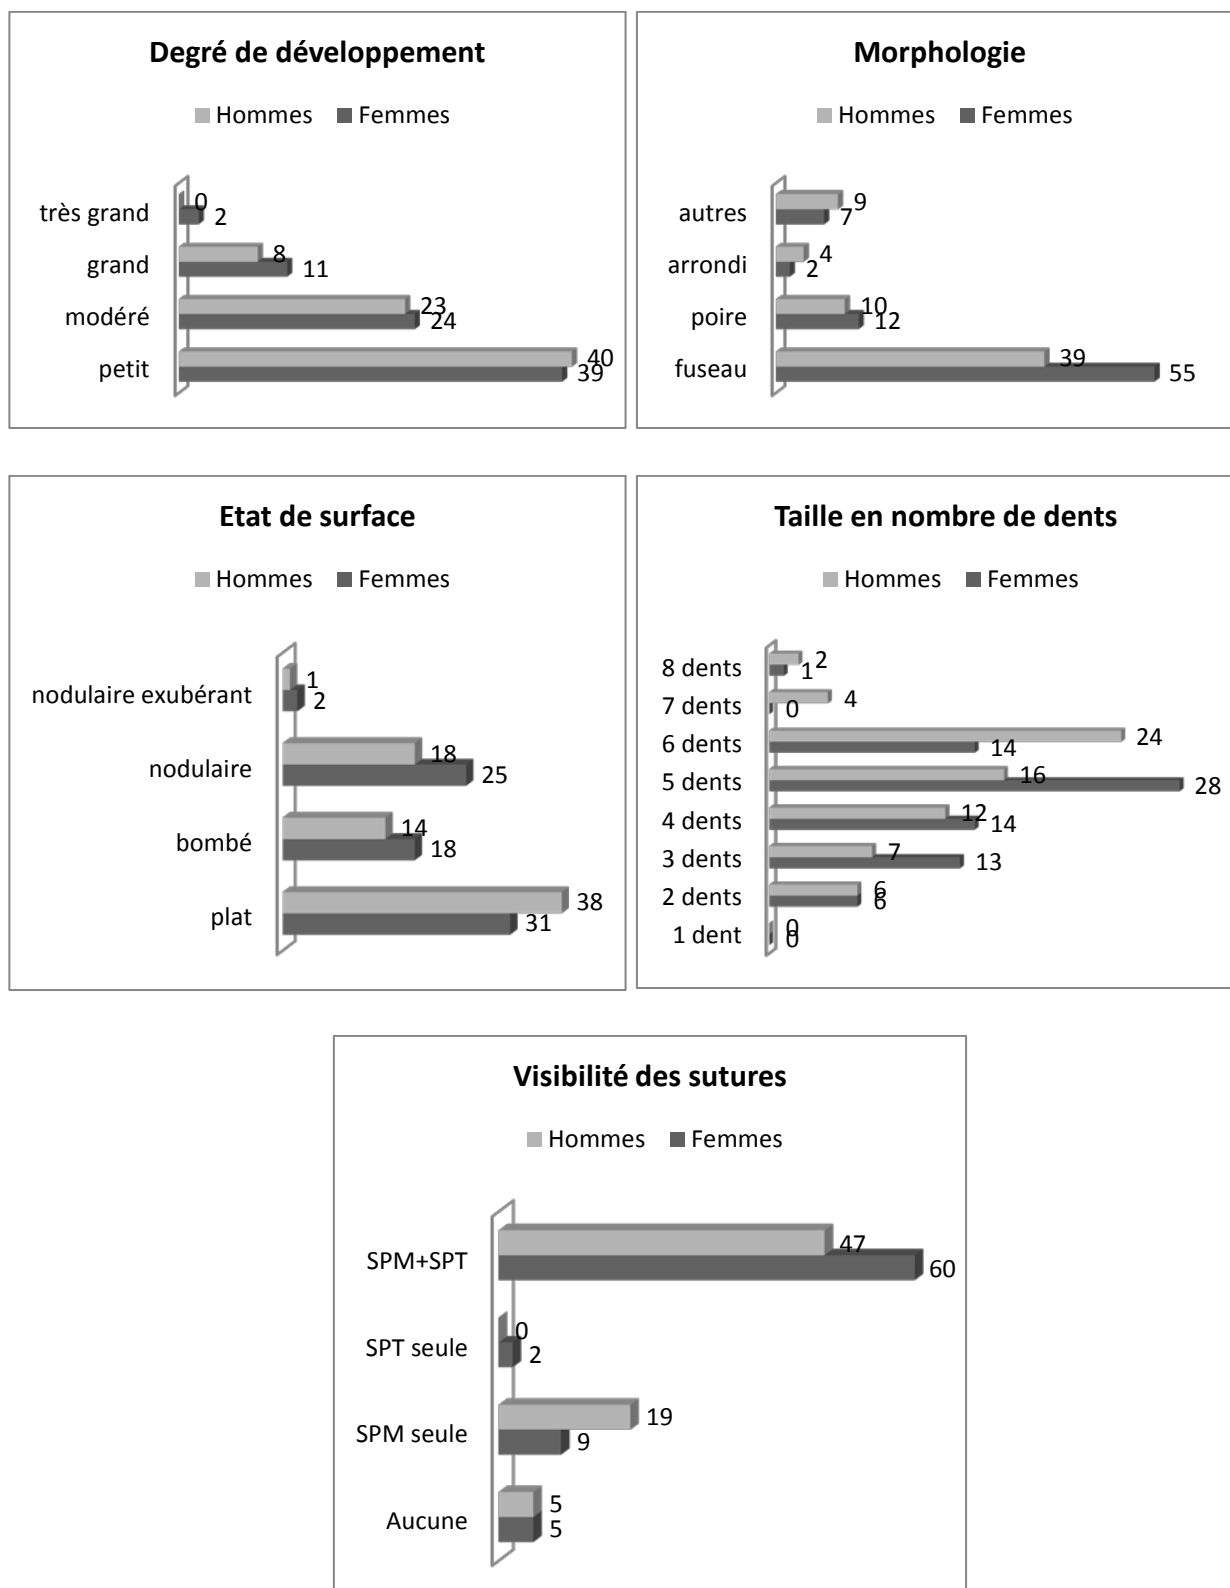 Degré de développement
Hommes Femmes
très grand 0 2
grand 8 11
modéré 23 24
petit 40 39
Morphologie
Hommes Femmes
autres 9 7
arrondi 4 2
poire 10 12
fuseau 39 55
Etat de surface
Hommes Femmes
nodulaire exubérant 1 2
nodulaire 18 25
bombé 14 18
plat 38 31
Taille en nombre de dents
Hommes Femmes
8 dents 2 1
7 dents 4 0
6 dents 24 14
5 dents 16 28
4 dents 12 14
3 dents 7 13
2 dents 6 6
1 dent 0 0
Visibilité des sutures
Hommes Femmes
SPM+SPT 47 60
SPT seule 0 2
SPM seule 19 9
Aucune 5 5